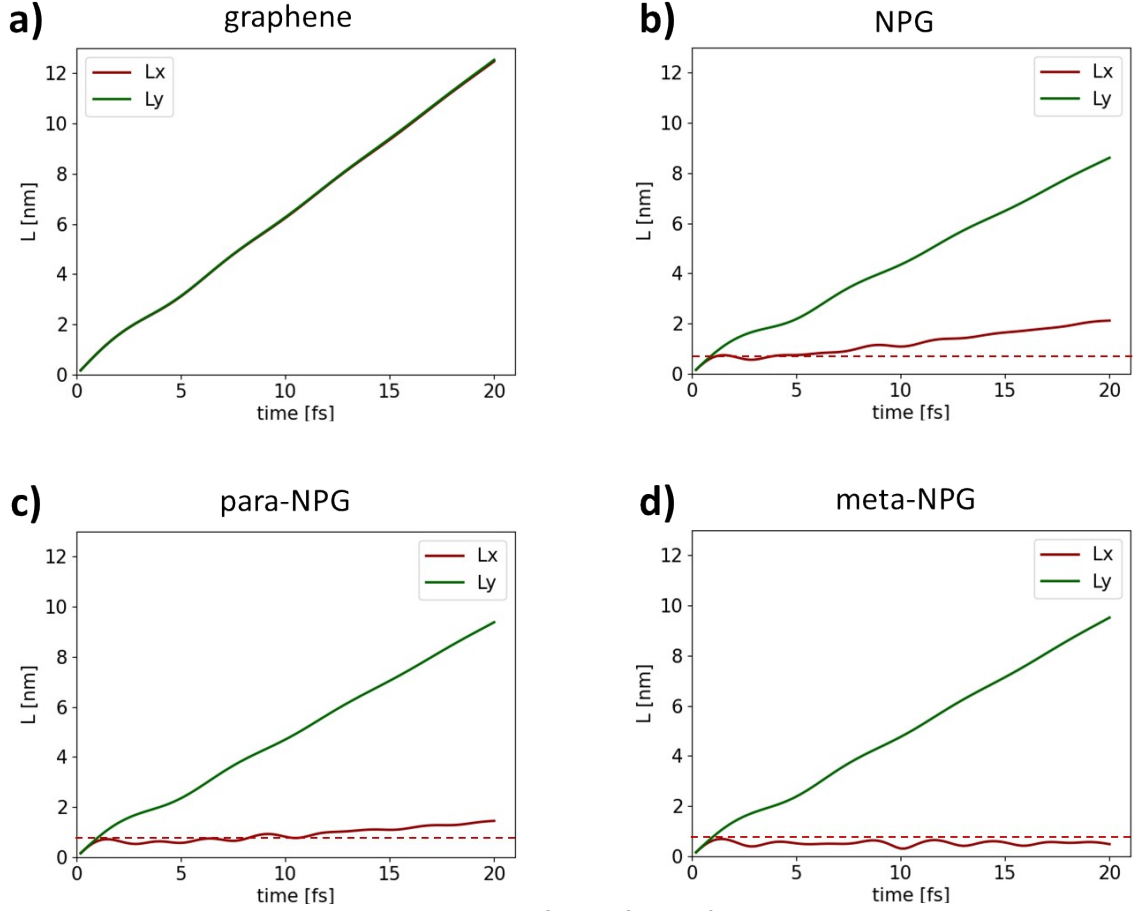 a)
graphene
12
10
8
6
4
2
0
L [nm]
Lx
Ly
0 5 10 15 20
time [fs]
b)
NPG
12
10
8
6
4
2
0
L [nm]
Lx
Ly
0 5 10 15 20
time [fs]
c)
para-NPG
12
10
8
6
4
2
0
L [nm]
Lx
Ly
0 5 10 15 20
time [fs]
d)
meta-NPG
12
10
8
6
4
2
0
L [nm]
Lx
Ly
0 5 10 15 20
time [fs]